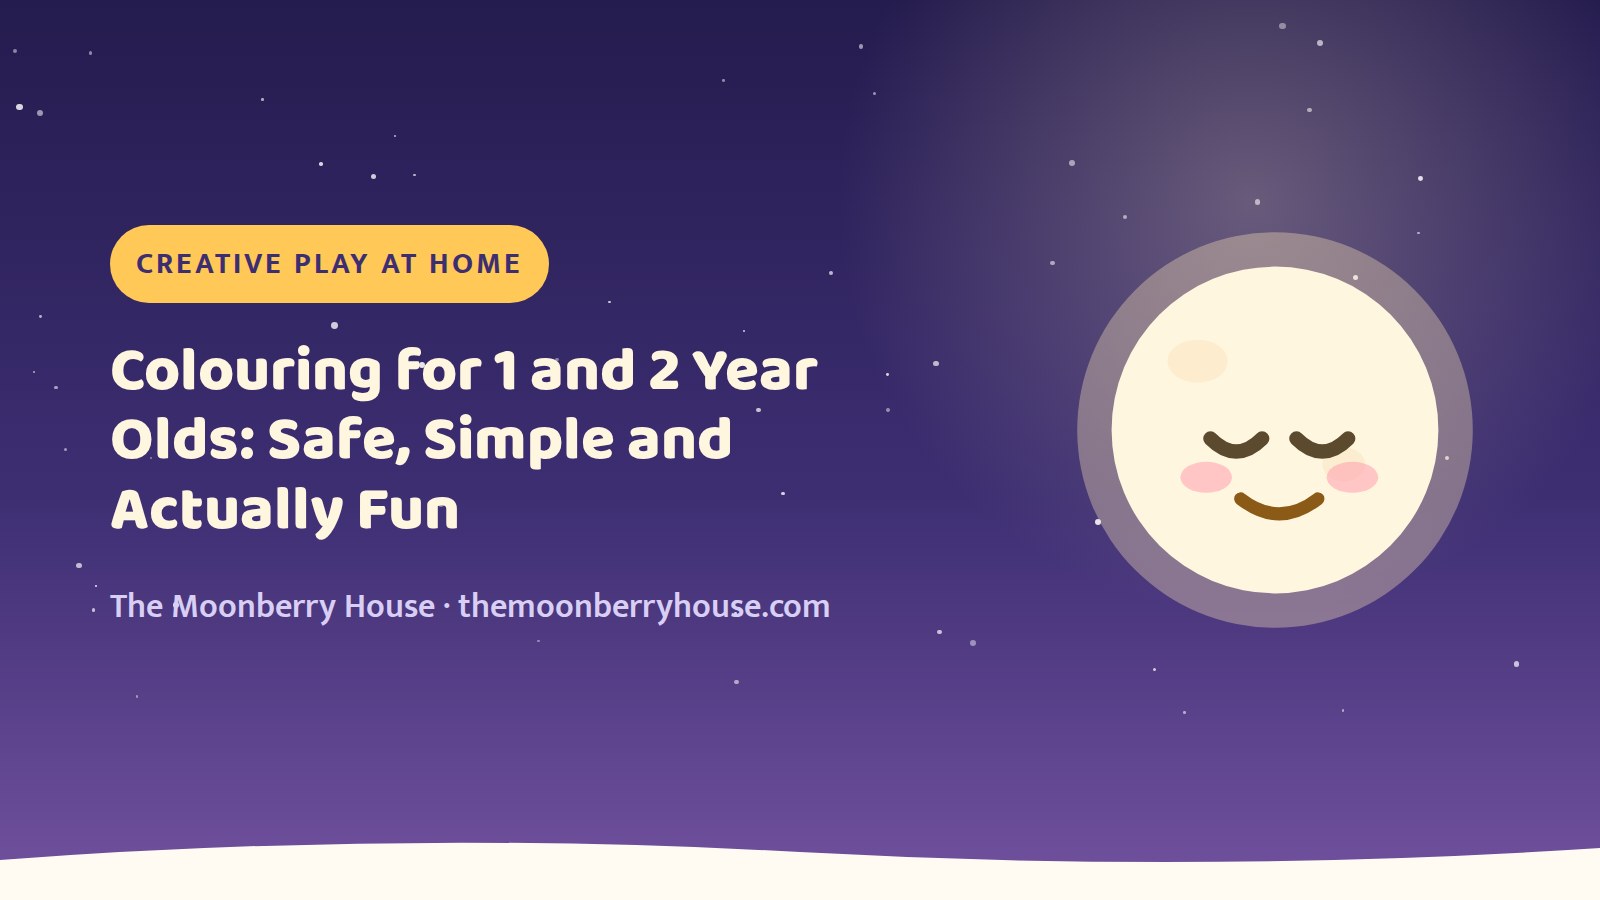 CREATIVE PLAY AT HOME
Colouring for 1 and 2 Year
Olds: Safe, Simple and
Actually Fun
The Moonberry House · themoonberryhouse.com